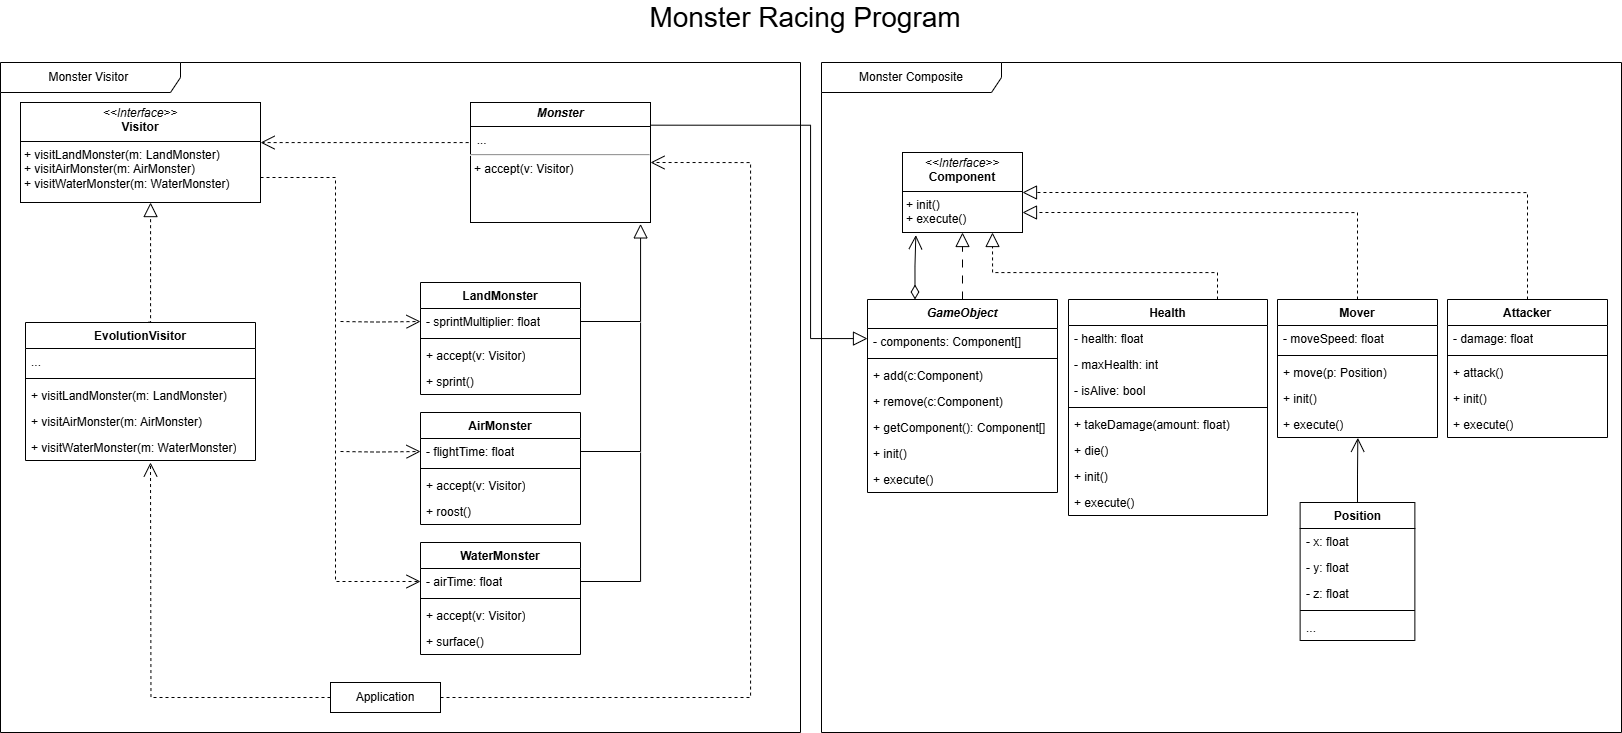 Monster Racing Program
Monster Visitor
<<Interface>>
Visitor
+ visitLandMonster(m: LandMonster)
+ visitAirMonster(m: AirMonster)
+ visitWaterMonster(m: WaterMonster)
Monster
...
+ accept(v: Visitor)
EvolutionVisitor
...
+ visitLandMonster(m: LandMonster)
+ visitAirMonster(m: AirMonster)
+ visitWaterMonster(m: WaterMonster)
LandMonster
- sprintMultiplier: float
+ accept(v: Visitor)
+ sprint()
AirMonster
- flightTime: float
+ accept(v: Visitor)
+ roost()
WaterMonster
- airTime: float
+ accept(v: Visitor)
+ surface()
Application
Monster Composite
<<Interface>>
Component
+ init()
+ execute()
GameObject
- components: Component[]
+ add(c:Component)
+ remove(c:Component)
+ getComponent(): Component[]
+ init()
+ execute()
Health
- health: float
- maxHealth: int
- isAlive: bool
+ takeDamage(amount: float)
+ die()
+ init()
+ execute()
Mover
- moveSpeed: float
+ move(p: Position)
+ init()
+ execute()
Attacker
- damage: float
+ attack()
+ init()
+ execute()
Position
- x: float
- y: float
- z: float
...